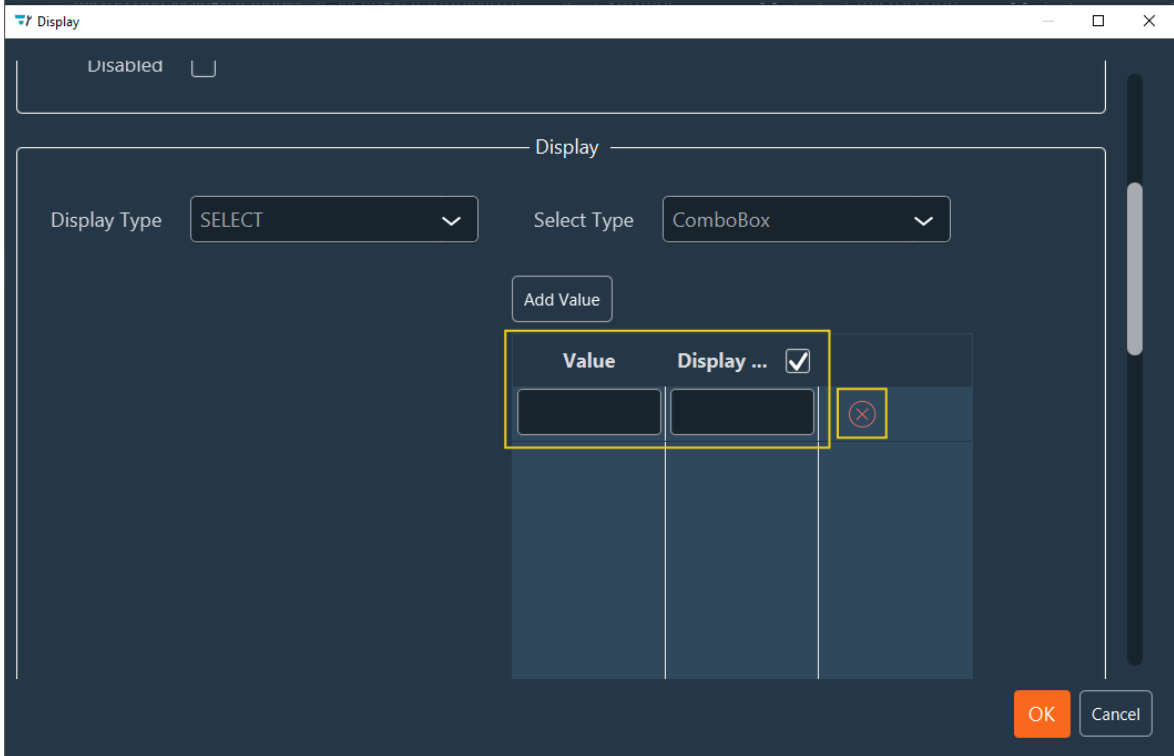 Display
Disabled
Display
Display Type SELECT Select Type ComboBox
Add Value
Value Display ...
OK Cancel